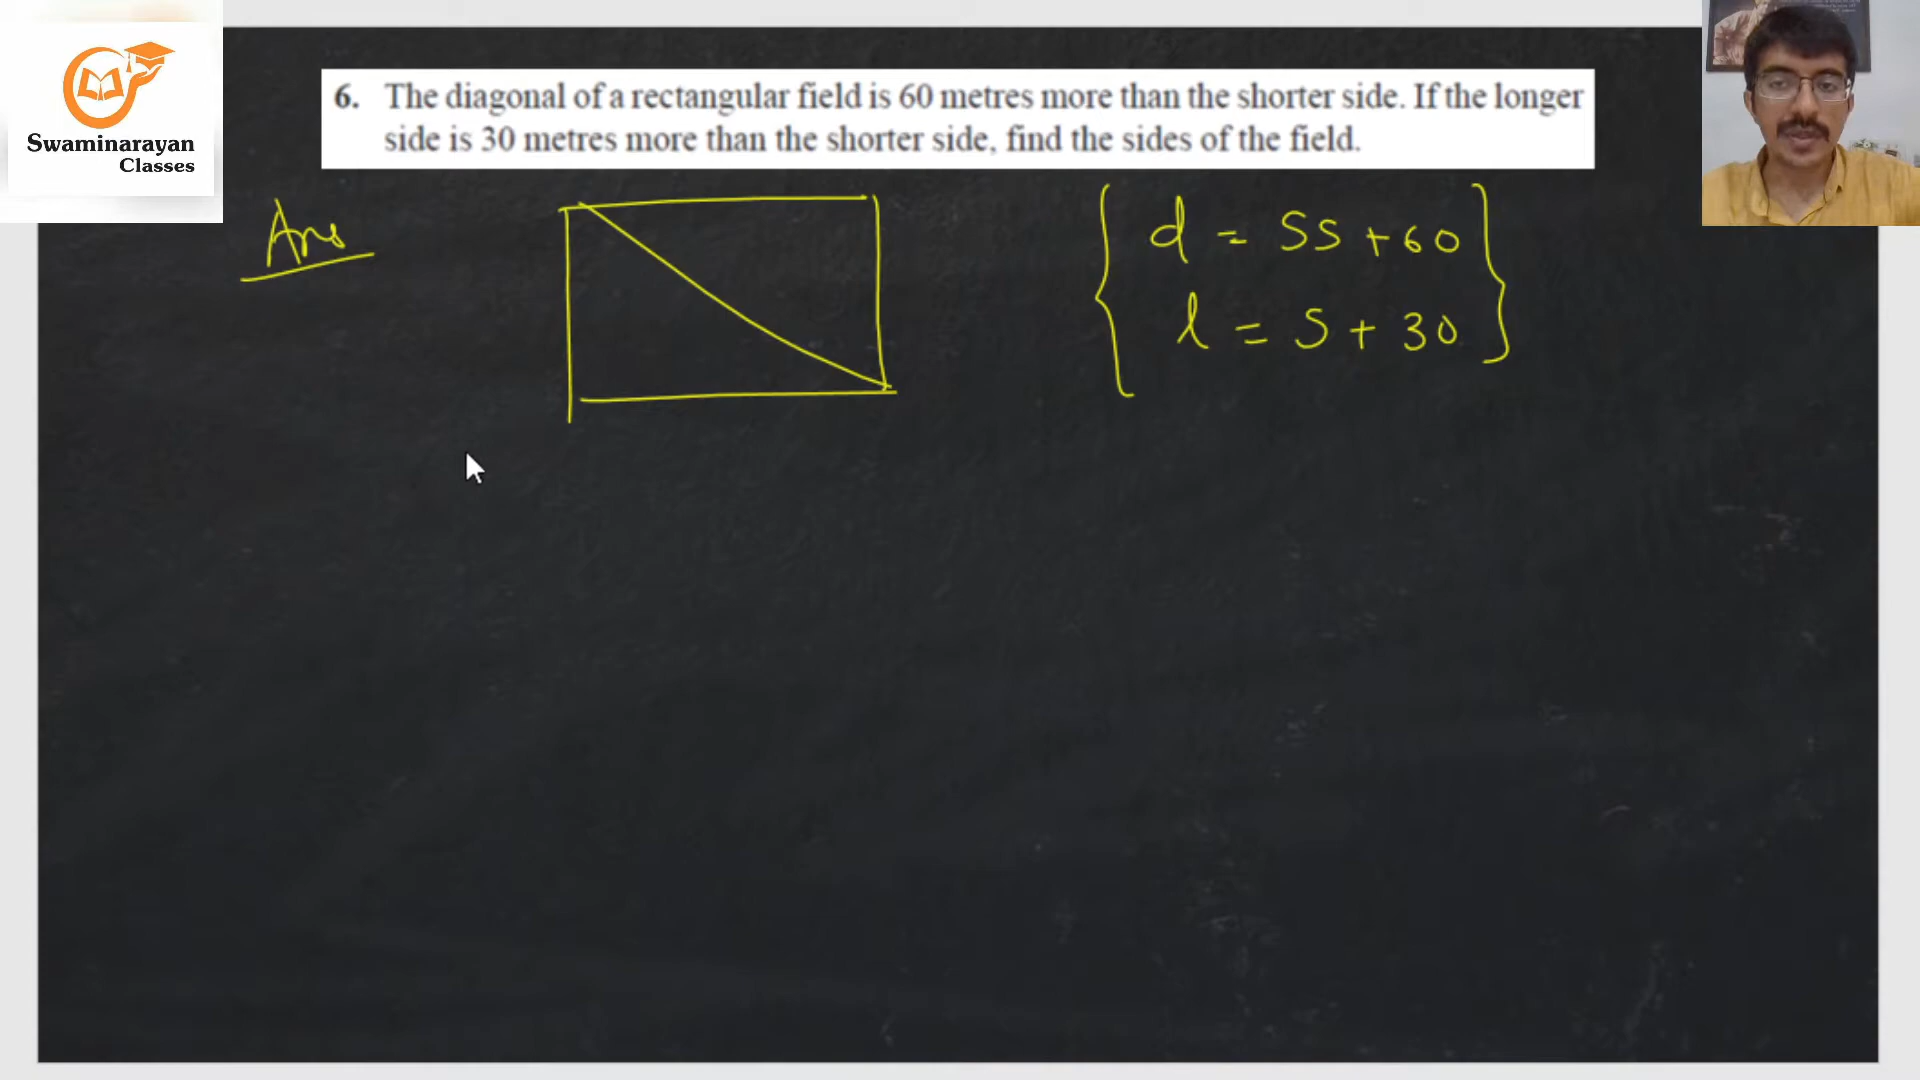 Swaminarayan
Classes
6. The diagonal of a rectangular field is 60 metres more than the shorter side. If the longer
side is 30 metres more than the shorter side, find the sides of the field.
Ans
d = SS + 60
l = S + 30